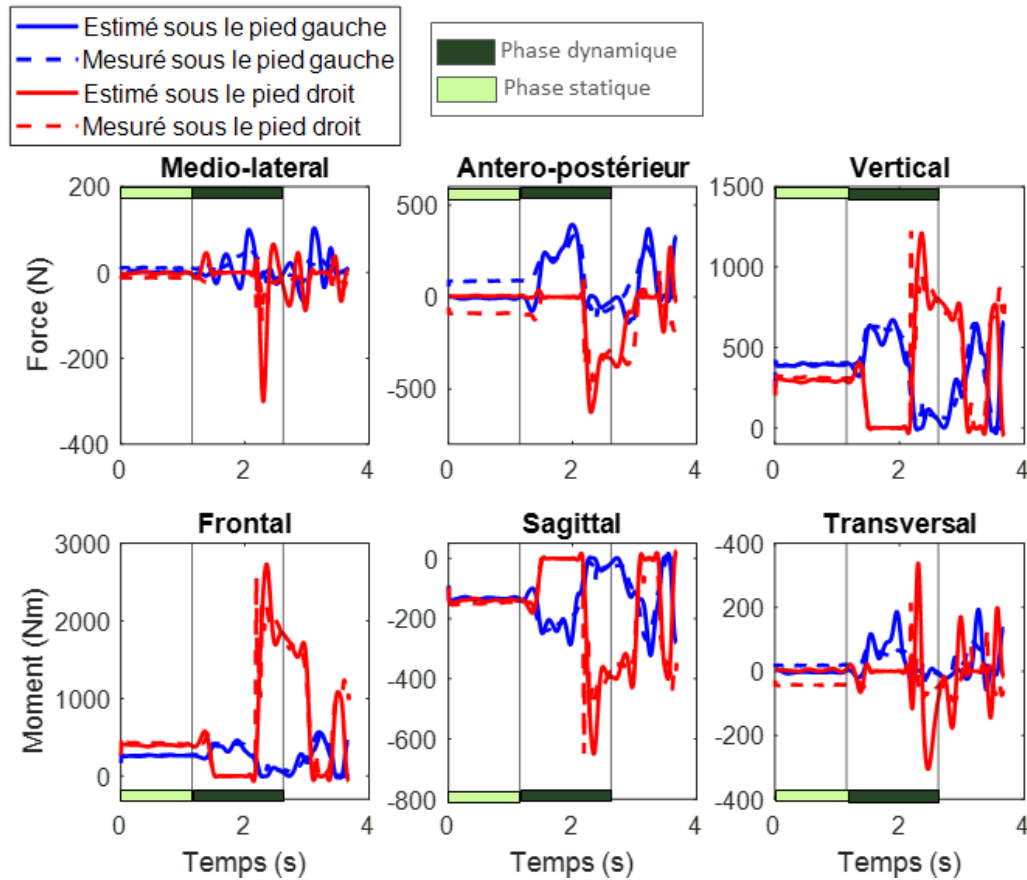 Estimé sous le pied gauche
Mesuré sous le pied gauche
Estimé sous le pied droit
Mesuré sous le pied droit
Phase dynamique
Phase statique
Medio-lateral
Antero-postérieur
Vertical
Force (N)
200
0
-200
-400
0 2 4
500
0
-500
0 2 4
1500
1000
500
0
0 2 4
Frontal
Sagittal
Transversal
Moment (Nm)
3000
2000
1000
0
0 2 4
Temps (s)
0
-200
-400
-600
-800
0 2 4
Temps (s)
-400
200
0
-200
-400
0 2 4
Temps (s)